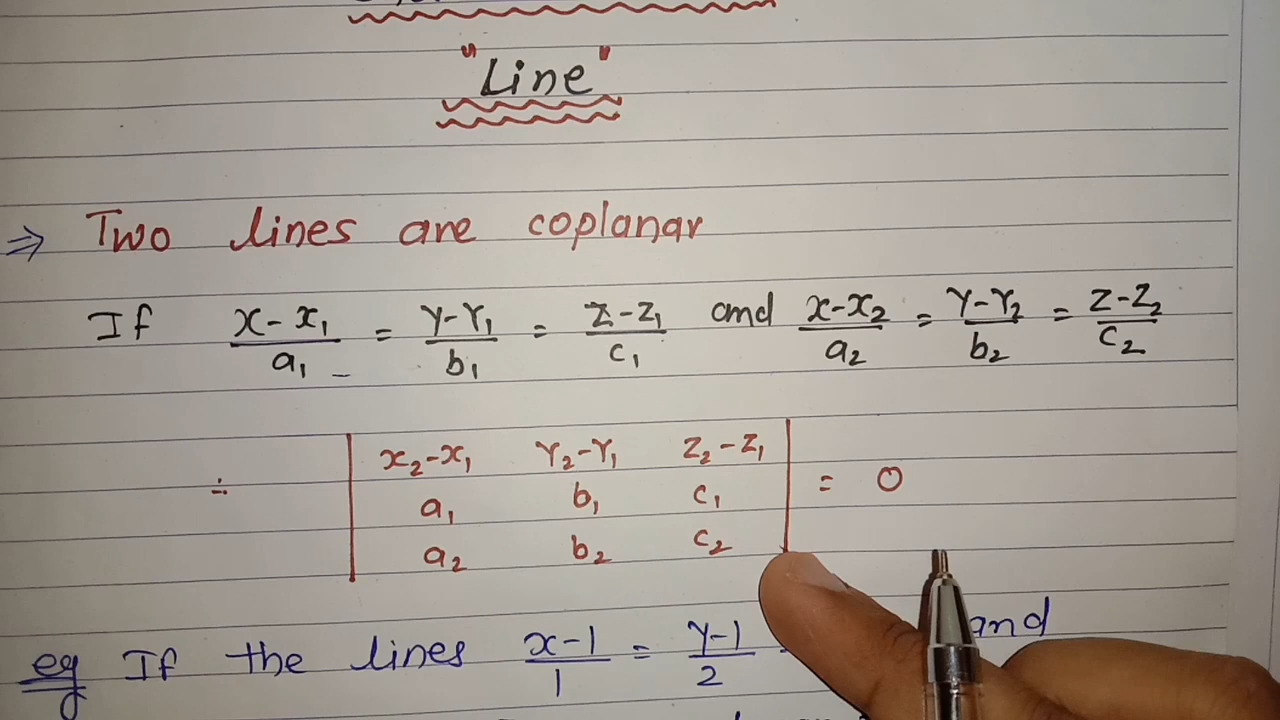 "Line"
⇒ Two lines are coplanar
If x-x₁/a₁ = y-y₁/b₁ = z-z₁/c₁ and x-x₂/a₂ = y-y₂/b₂ = z-z₂/c₂
÷ | x₂-x₁ y₂-y₁ z₂-z₁ |
| a₁ b₁ c₁ | = 0
| a₂ b₂ c₂ |
eg If the lines x-1/1 = y-1/2 and